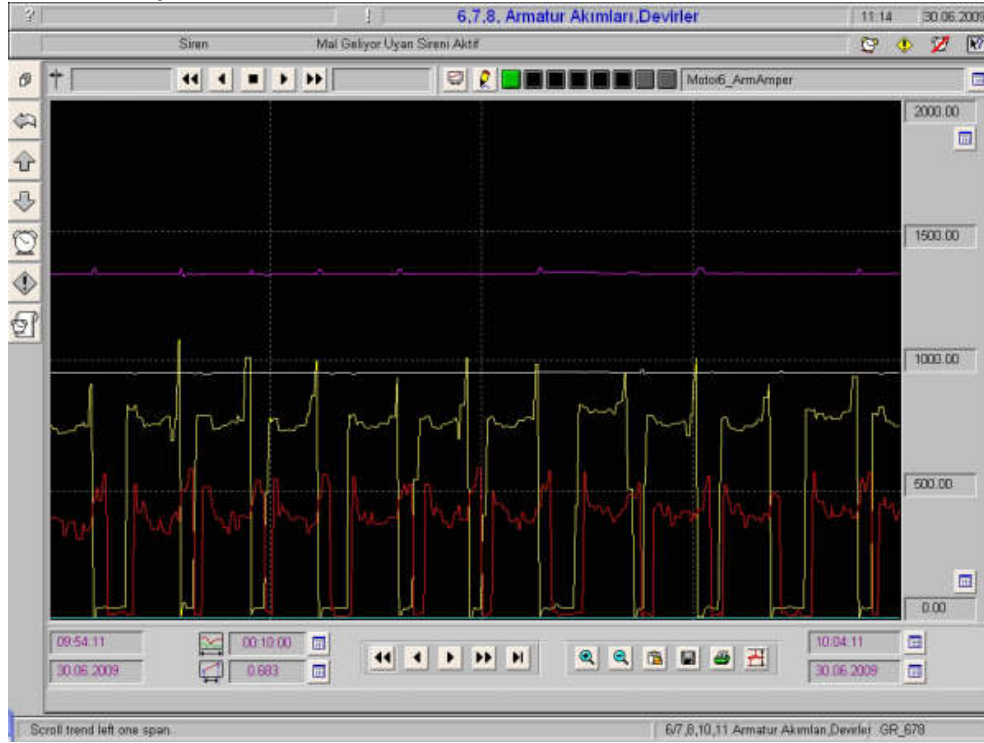 6,7,8, Armatur Akımları,Devirler
11:14
30.06.2009
Siren
Mal Geliyor Uyarı Sireni Aktif
Motor6_ArmAmper
2000.00
1500.00
1000.00
500.00
0.00
09:54:11
00:10:00
10:04:11
30.06.2009
0.683
30.06.2009
Scroll trend left one span
6/7,8,10,11 Armatur Akımları,Devirler
GR_678